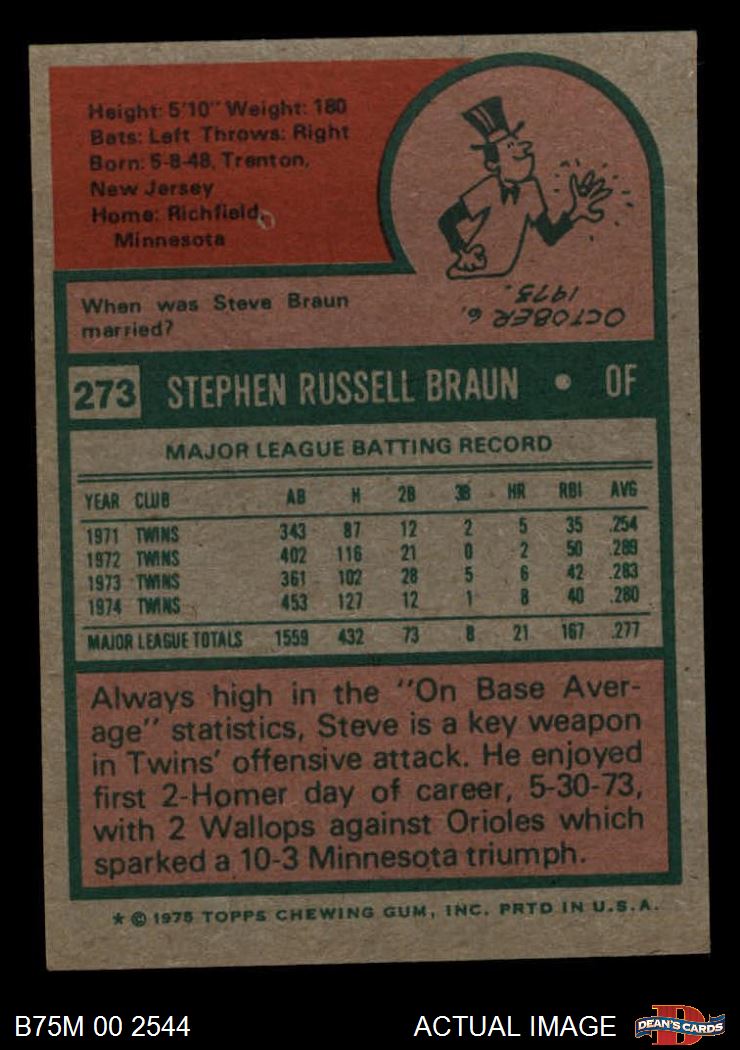 Height: 5'10" Weight: 180
Bats: Left Throws: Right
Born: 5-8-48, Trenton,
New Jersey
Home: Richfield,
Minnesota
When was Steve Braun
married?
OCTOBER 6,
1973.
273 STEPHEN RUSSELL BRAUN • OF
MAJOR LEAGUE BATTING RECORD
YEAR CLUB AB H 2B 3B HR RBI AVG
1971 TWINS 343 87 12 2 5 35 .254
1972 TWINS 402 116 21 0 2 50 .289
1973 TWINS 361 102 28 5 6 42 .283
1974 TWINS 453 127 12 1 8 40 .280
MAJOR LEAGUE TOTALS 1559 432 73 8 21 167 .277
Always high in the "On Base Aver-
age" statistics, Steve is a key weapon
in Twins' offensive attack. He enjoyed
first 2-Homer day of career, 5-30-73,
with 2 Wallops against Orioles which
sparked a 10-3 Minnesota triumph.
* © 1975 TOPPS CHEWING GUM, INC. PRTD IN U.S.A.
B75M 00 2544 ACTUAL IMAGE DEAN'S CARDS